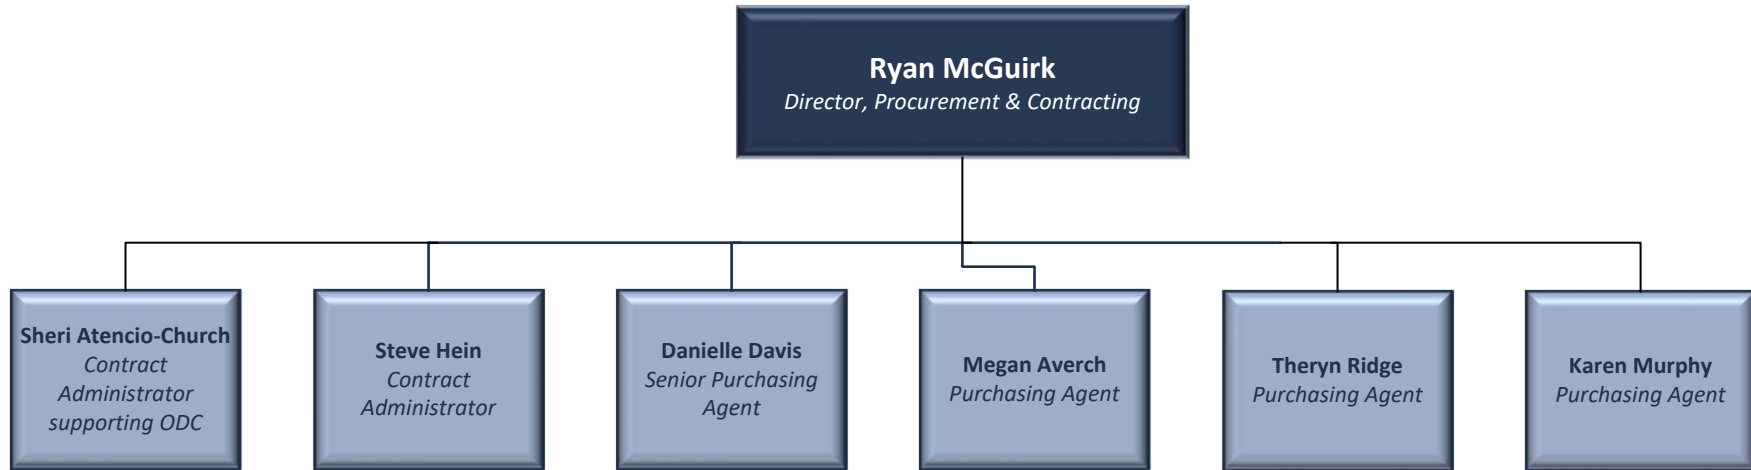 Ryan McGuirk
Director, Procurement & Contracting
Sheri Atencio-Church
Contract
Administrator
supporting ODC
Steve Hein
Contract
Administrator
Danielle Davis
Senior Purchasing
Agent
Megan Averch
Purchasing Agent
Theryn Ridge
Purchasing Agent
Karen Murphy
Purchasing Agent